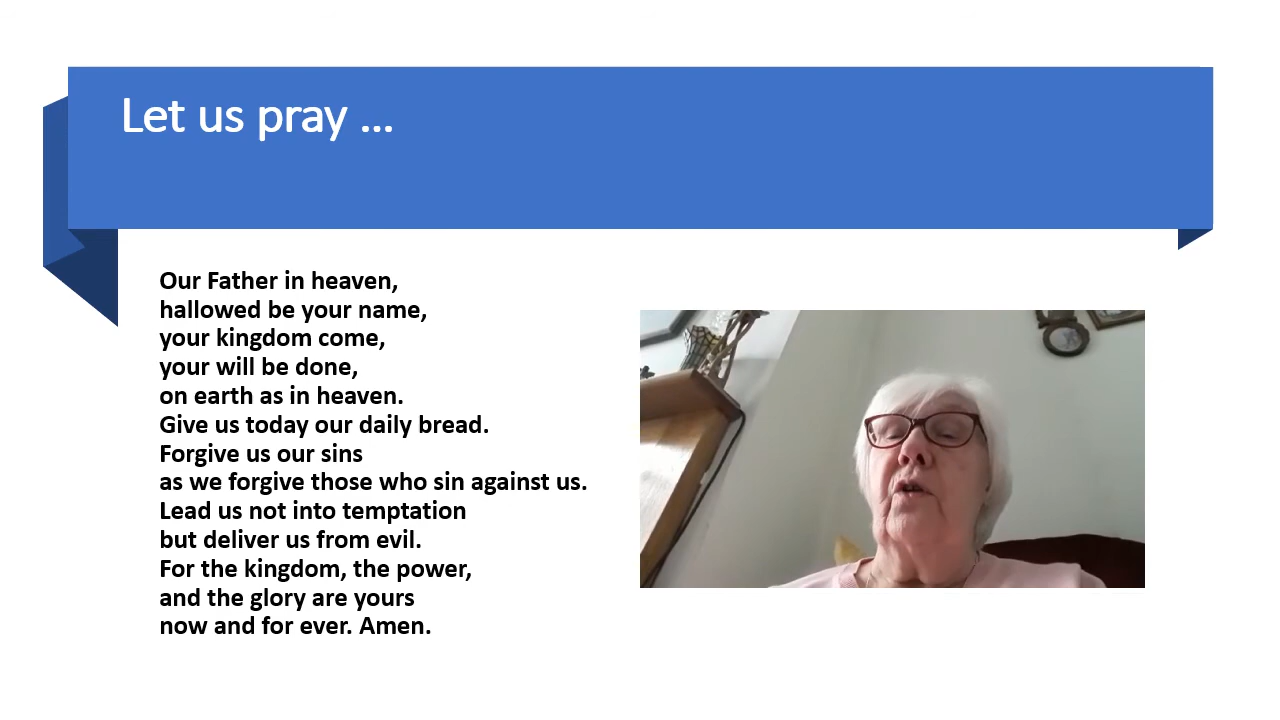 Let us pray ...
Our Father in heaven,
hallowed be your name,
your kingdom come,
your will be done,
on earth as in heaven.
Give us today our daily bread.
Forgive us our sins
as we forgive those who sin against us.
Lead us not into temptation
but deliver us from evil.
For the kingdom, the power,
and the glory are yours
now and for ever. Amen.